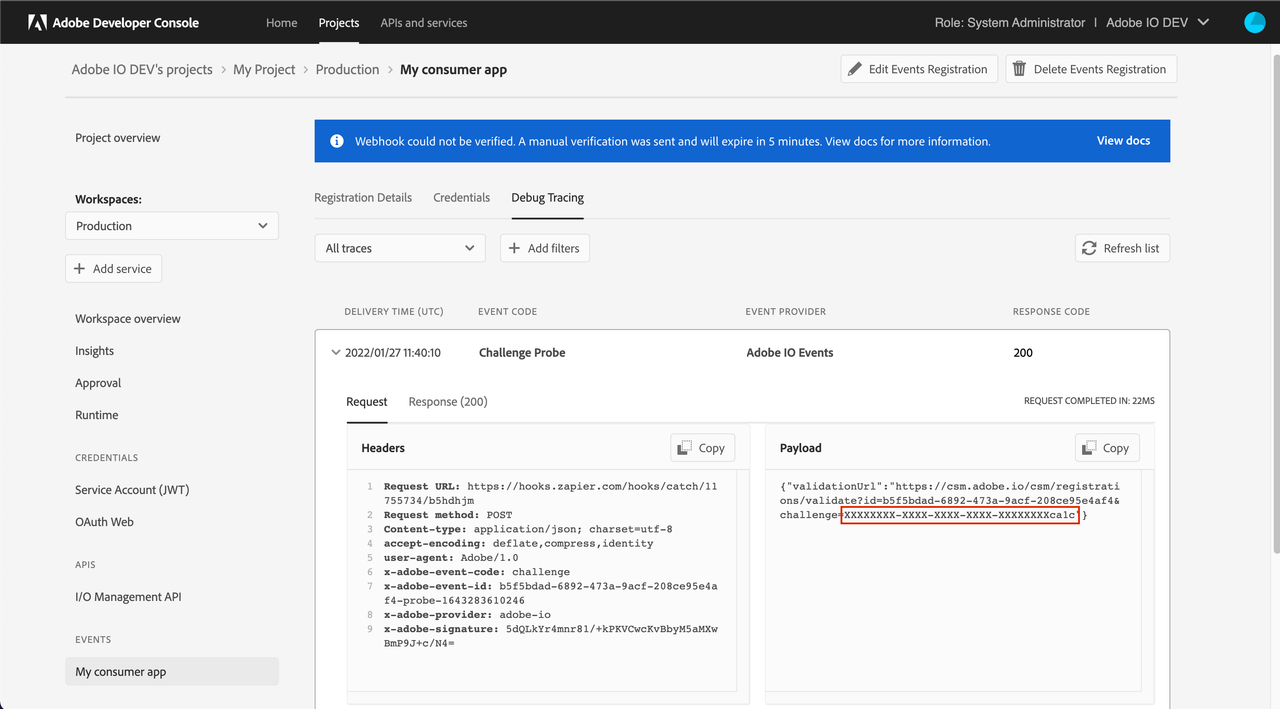 Adobe Developer Console
Home
Projects
APIs and services
Role: System Administrator | Adobe IO DEV
Adobe IO DEV's projects > My Project > Production > My consumer app
Edit Events Registration
Delete Events Registration
Project overview
Workspaces:
Production
+ Add service
Workspace overview
Insights
Approval
Runtime
CREDENTIALS
Service Account (JWT)
OAuth Web
APIS
I/O Management API
EVENTS
My consumer app
Webhook could not be verified. A manual verification was sent and will expire in 5 minutes. View docs for more information.
View docs
Registration Details
Credentials
Debug Tracing
All traces
+ Add filters
Refresh list
DELIVERY TIME (UTC)
EVENT CODE
EVENT PROVIDER
RESPONSE CODE
2022/01/27 11:40:10
Challenge Probe
Adobe IO Events
200
Request
Response (200)
REQUEST COMPLETED IN: 22MS
Headers
Copy
1 Request URL: https://hooks.zapier.com/hooks/catch/11
755734/b5hdhjm
2 Request method: POST
3 Content-type: application/json; charset=utf-8
4 accept-encoding: deflate,compress,identity
5 user-agent: Adobe/1.0
6 x-adobe-event-code: challenge
7 x-adobe-event-id: b5f5bdad-6892-473a-9acf-208ce95e4a
f4-probe-1643283610246
8 x-adobe-provider: adobe-io
9 x-adobe-signature: 5dQLkYr4mnr81/+kPKVCwcKvBbyM5aMXw
BmP9J+c/N4=
Payload
Copy
{"validationUrl":"https://csm.adobe.io/csm/registrati
ons/validate?id=b5f5bdad-6892-473a-9acf-208ce95e4af4&
challenge=XXXXXXXX-XXXX-XXXX-XXXX-XXXXXXXXca1c"}